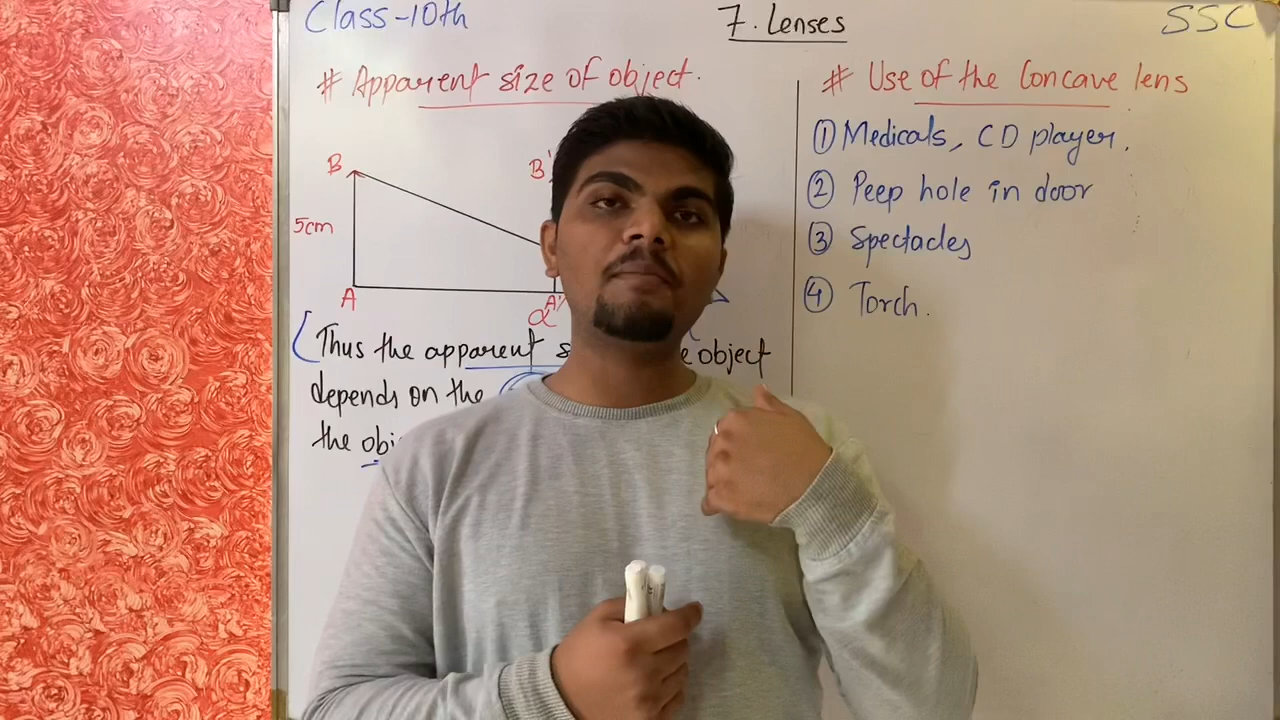 Class-10th
7. Lenses
SSC
# Apparent size of object.
B
B'
5cm
A
A'
α
Thus the apparent s e object
depends on the
the obj
# Use of the Concave lens
① Medicals, CD player.
② Peep hole in door
③ Spectacles
④ Torch.